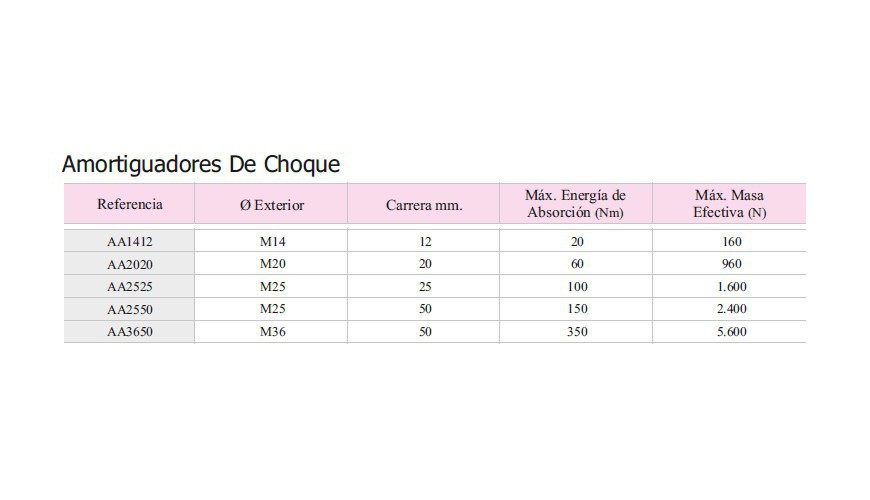 Amortiguadores De Choque
Referencia Ø Exterior Carrera mm. Máx. Energía de Absorción (Nm) Máx. Masa Efectiva (N)
AA1412 M14 12 20 160
AA2020 M20 20 60 960
AA2525 M25 25 100 1.600
AA2550 M25 50 150 2.400
AA3650 M36 50 350 5.600